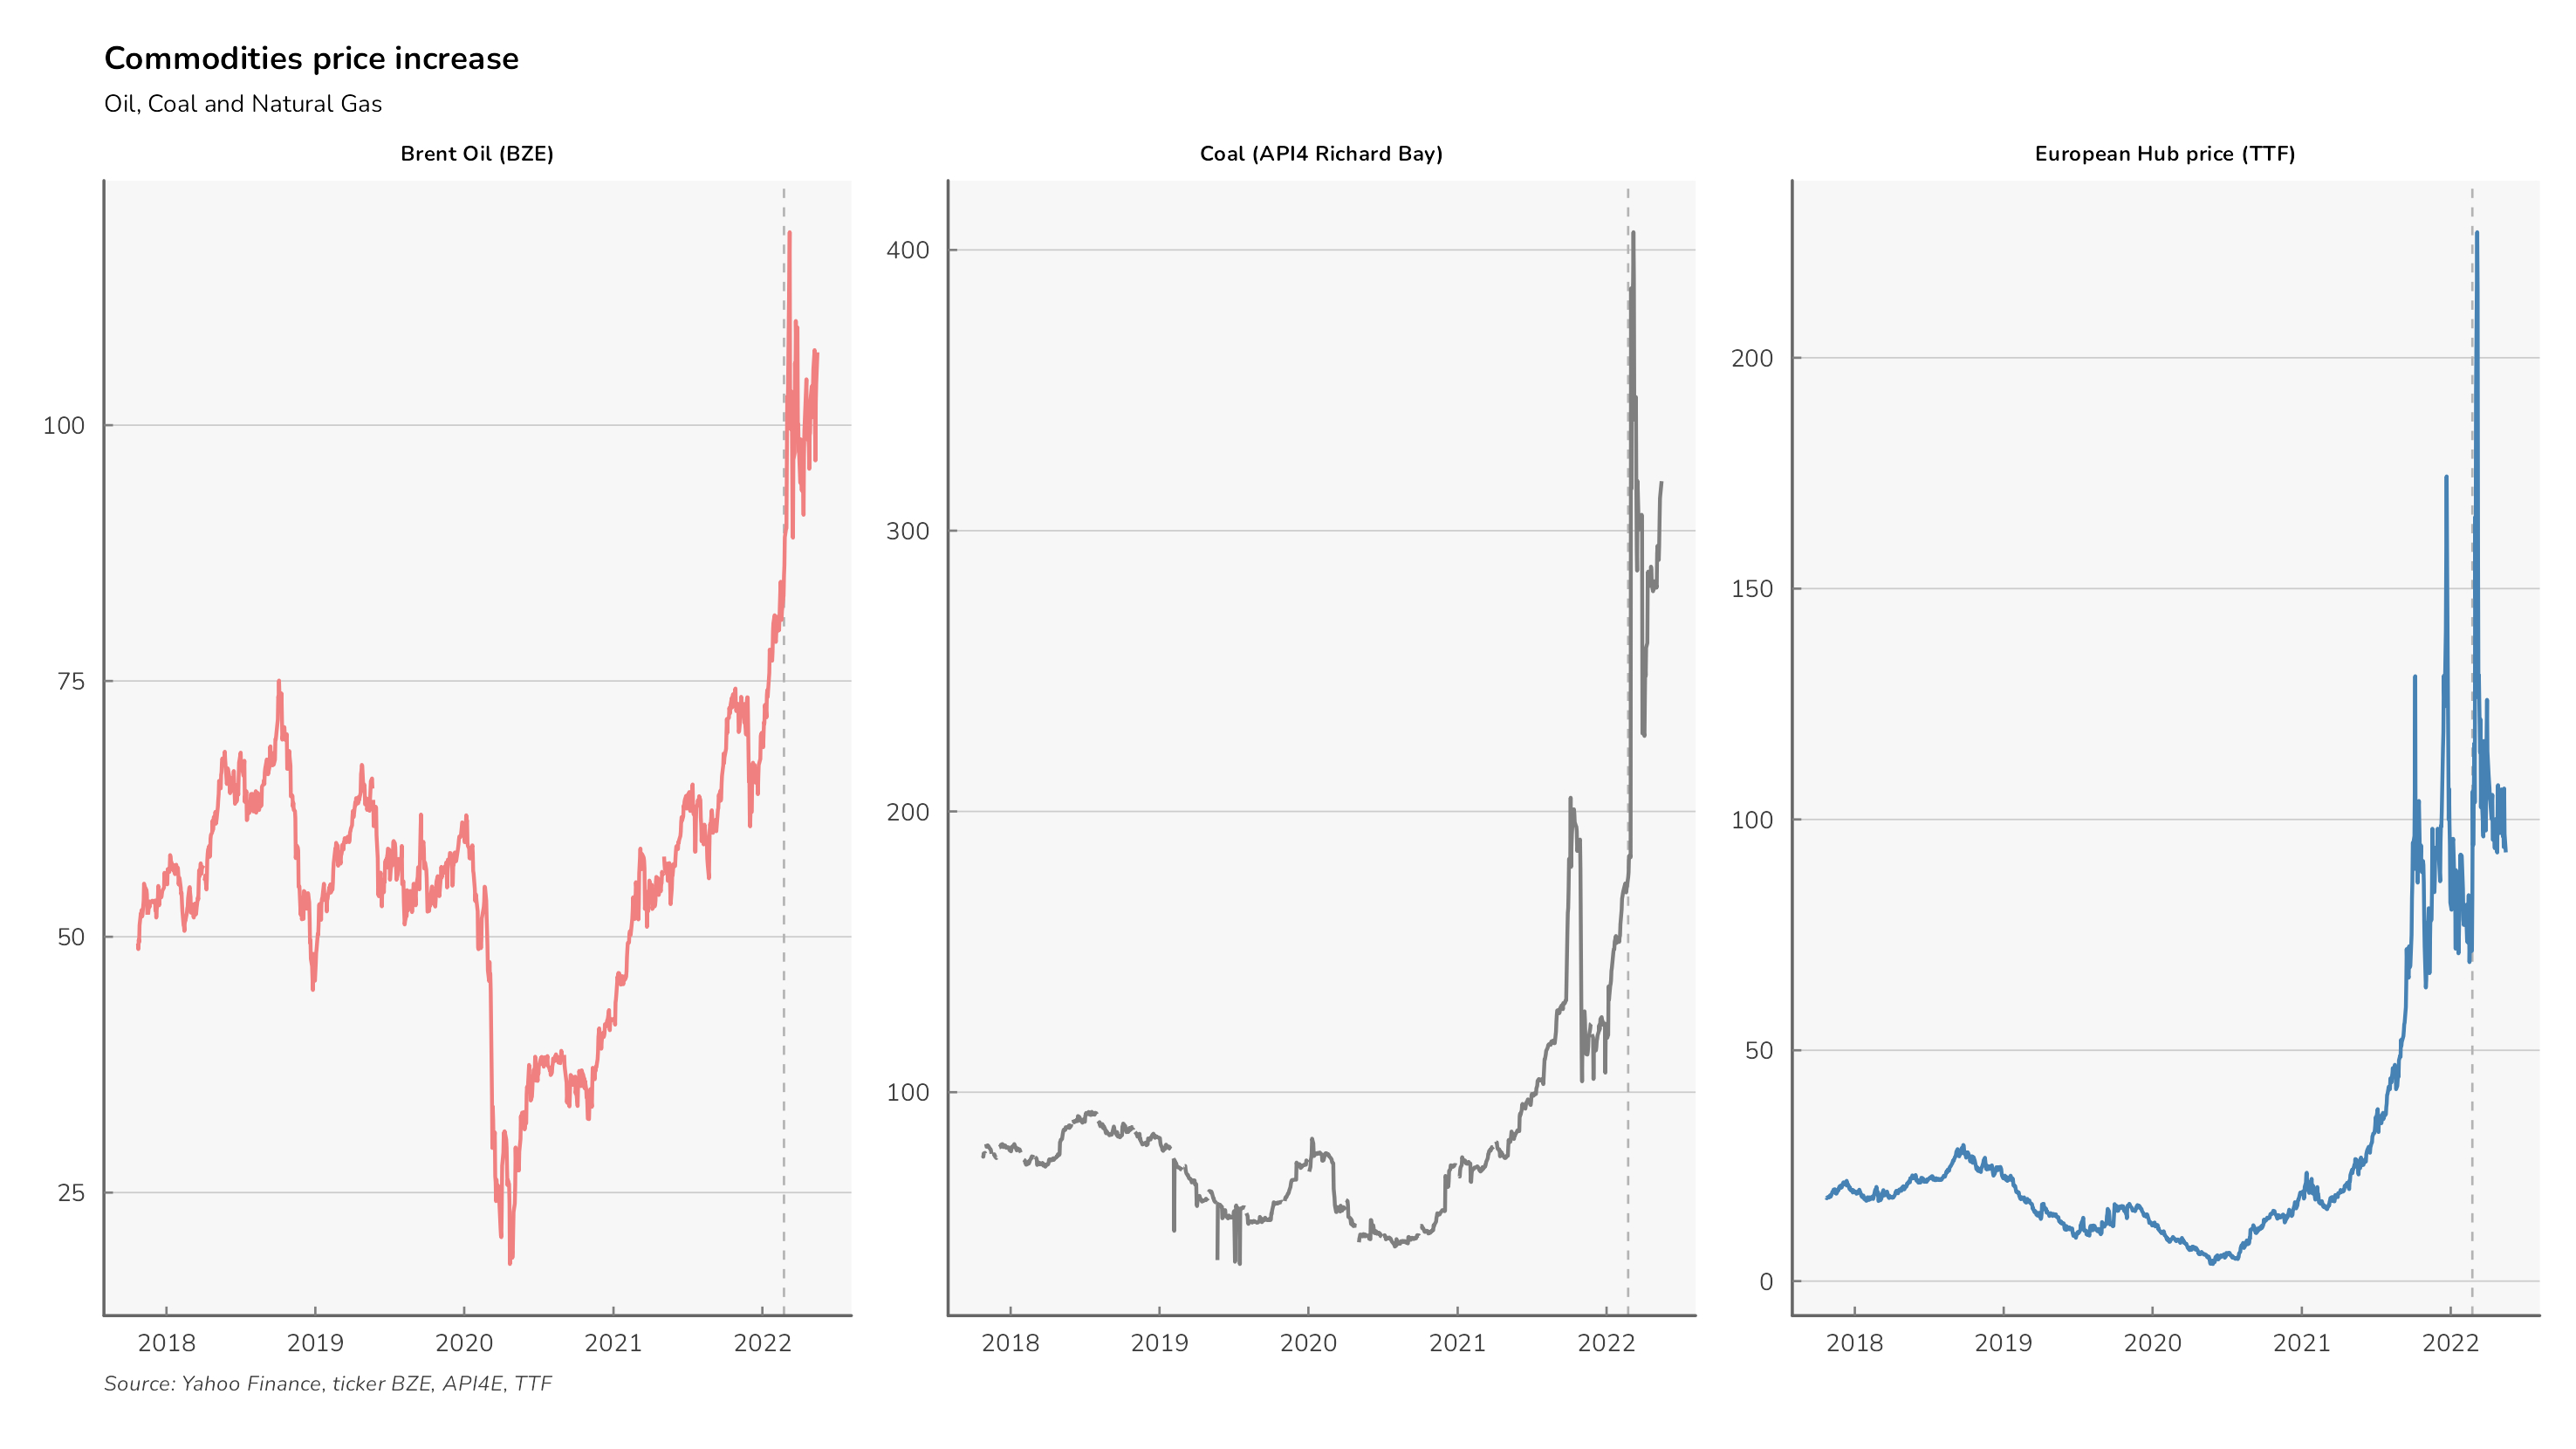 Commodities price increase
Oil, Coal and Natural Gas
Brent Oil (BZE)
100
75
50
25
2018 2019 2020 2021 2022
Coal (API4 Richard Bay)
400
300
200
100
2018 2019 2020 2021 2022
European Hub price (TTF)
200
150
100
50
0
2018 2019 2020 2021 2022
Source: Yahoo Finance, ticker BZE, API4E, TTF